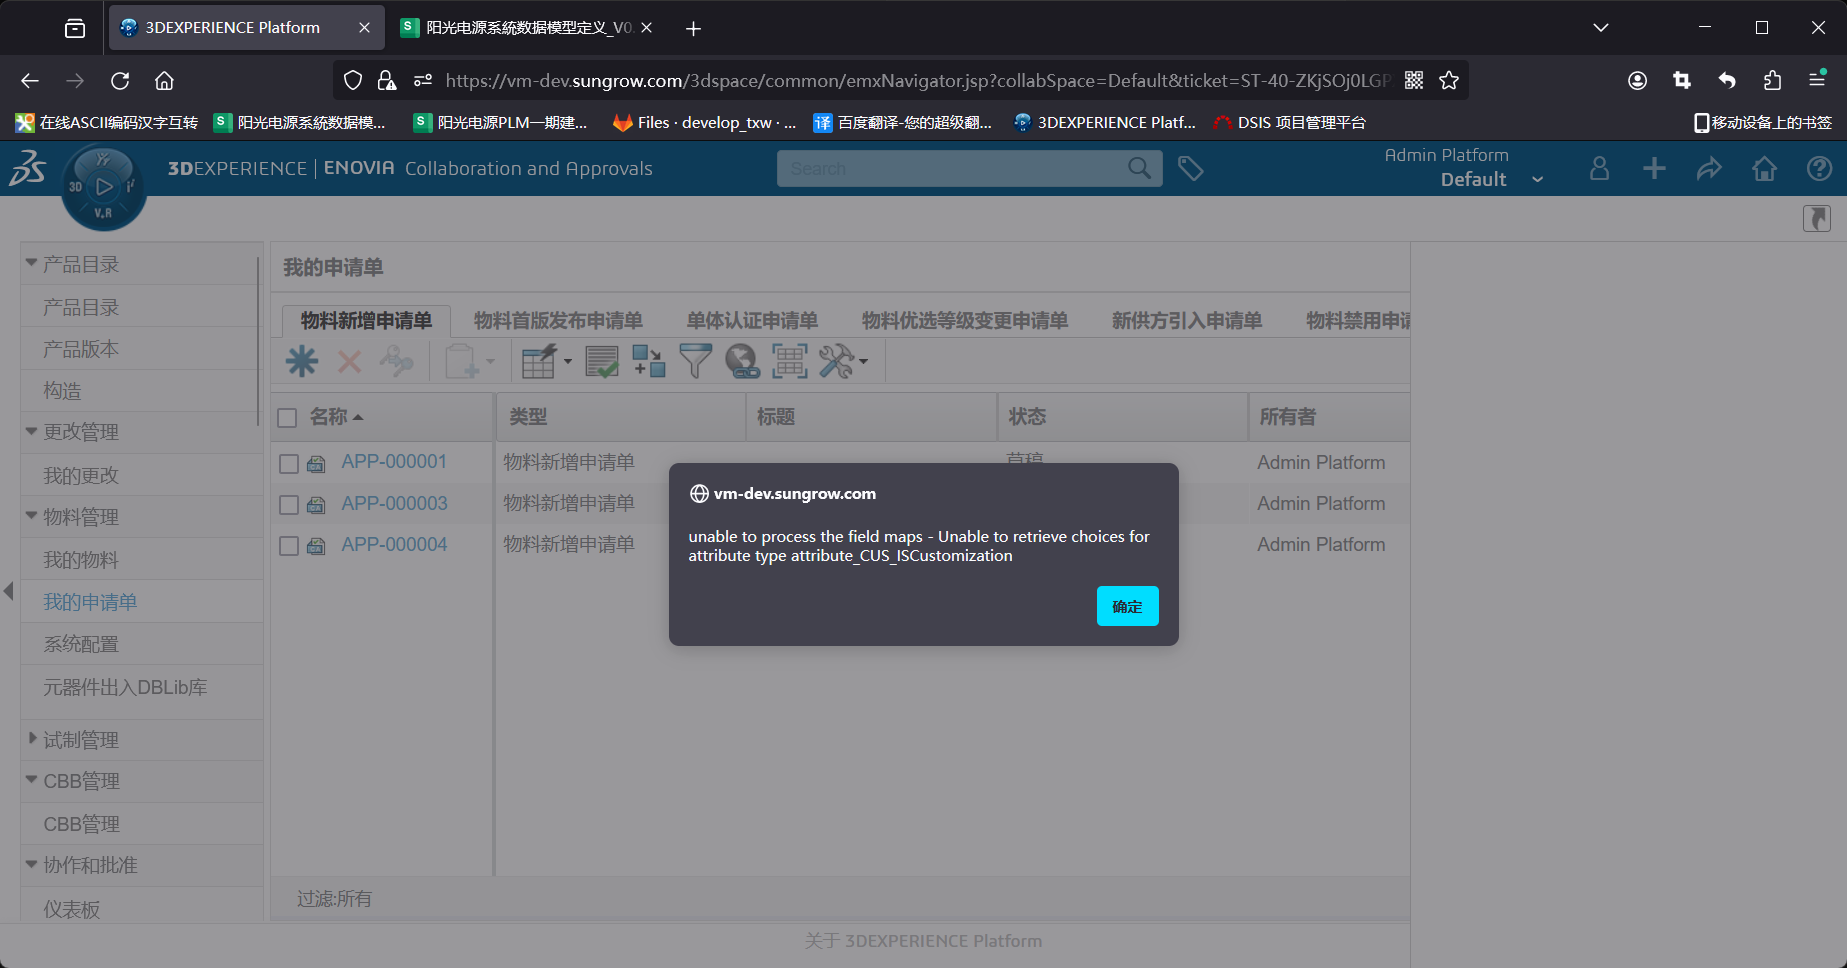 3DEXPERIENCE Platform
阳光电源系統数据模型定义_V0.
https://vm-dev.sungrow.com/3dspace/common/emxNavigator.jsp?collabSpace=Default&ticket=ST-40-ZKjSOj0LGP
在线ASCII编码汉字互转
阳光电源系統数据模...
阳光电源PLM一期建...
Files · develop_txw · ...
译 百度翻译-您的超级翻...
3DEXPERIENCE Platf...
DSIS 项目管理平台
移动设备上的书签
3DEXPERIENCE | ENOVIA Collaboration and Approvals
Search
Admin Platform
Default
3D
V.R
产品目录
产品目录
产品版本
构造
更改管理
我的更改
物料管理
我的物料
我的申请单
系统配置
元器件出入DBLib库
试制管理
CBB管理
CBB管理
协作和批准
仪表板
我的申请单
物料新增申请单 物料首版发布申请单 单体认证申请单 物料优选等级变更申请单 新供方引入申请单 物料禁用申请
名称 类型 标题 状态 所有者
APP-000001 物料新增申请单 草稿 Admin Platform
APP-000003 物料新增申请单 Admin Platform
APP-000004 物料新增申请单 Admin Platform
vm-dev.sungrow.com
unable to process the field maps - Unable to retrieve choices for
attribute type attribute_CUS_ISCustomization
确定
过滤:所有
关于 3DEXPERIENCE Platform